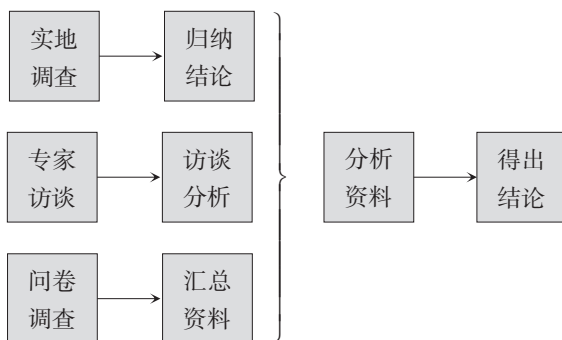 实地
调查
归纳
结论
专家
访谈
访谈
分析
分析
资料
得出
结论
问卷
调查
汇总
资料